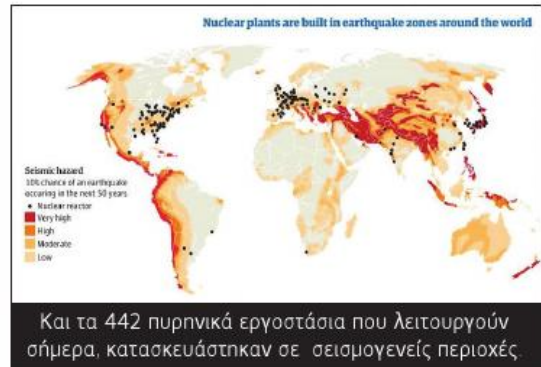 Nuclear plants are built in earthquake zones around the world
Seismic hazard
10% chance of an earthquake
occuring in the next 50 years
Nuclear reactor
Very high
High
Moderate
Low
Και τα 442 πυρηνικά εργοστάσια που λειτουργούν
σήμερα, κατασκευάστηκαν σε σεισμογενείς περιοχές.